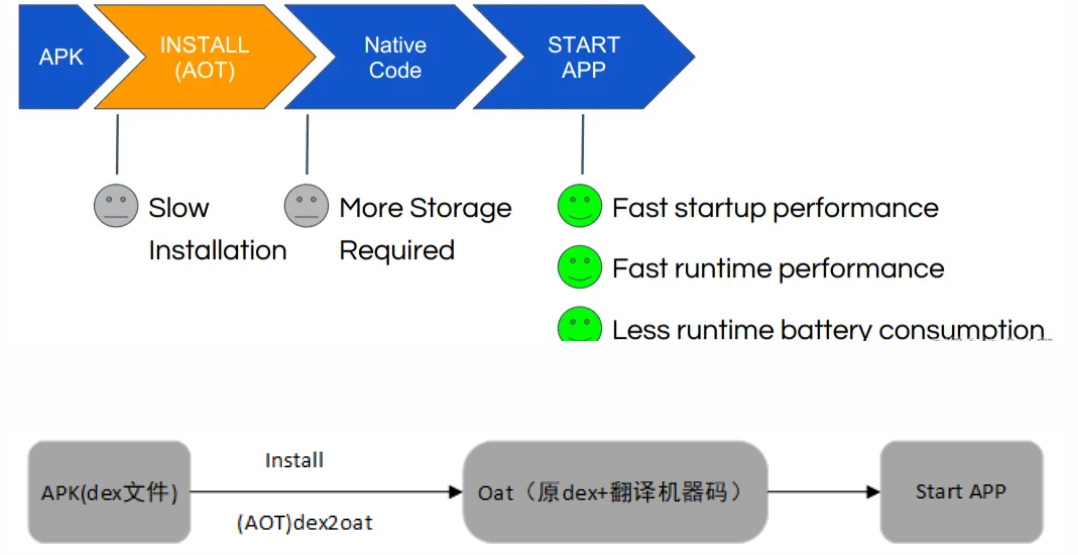 APK
INSTALL
(AOT)
Native
Code
START
APP
Slow
Installation
More Storage
Required
Fast startup performance
Fast runtime performance
Less runtime battery consumption
APK(dex文件)
Install
(AOT)dex2oat
Oat（原dex+翻译机器码）
Start APP